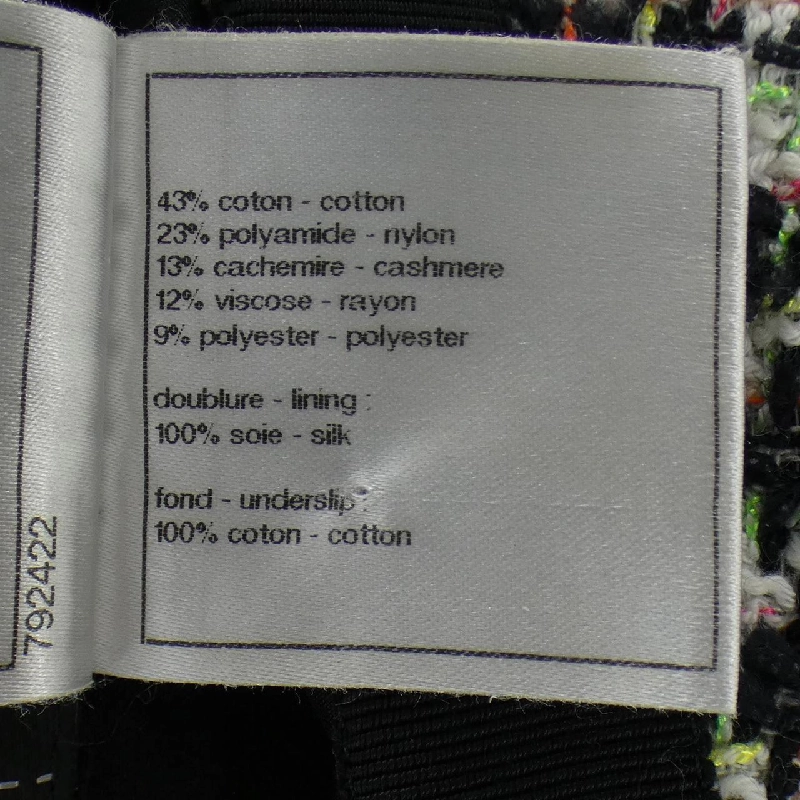 43% coton - cotton
23% polyamide - nylon
13% cachemire - cashmere
12% viscose - rayon
9% polyester - polyester
doublure - lining :
100% soie - silk
fond - underslip :
100% coton - cotton
792422